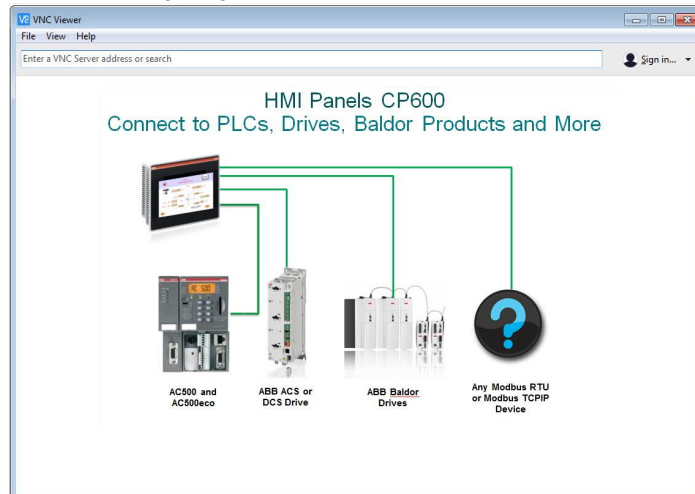 VNC Viewer
File View Help
Enter a VNC Server address or search
Sign in...
HMI Panels CP600
Connect to PLCs, Drives, Baldor Products and More
AC 500
AC500 and
AC500eco
ABB ACS or
DCS Drive
ABB Baldor
Drives
Any Modbus RTU
or Modbus TCPIP
Device